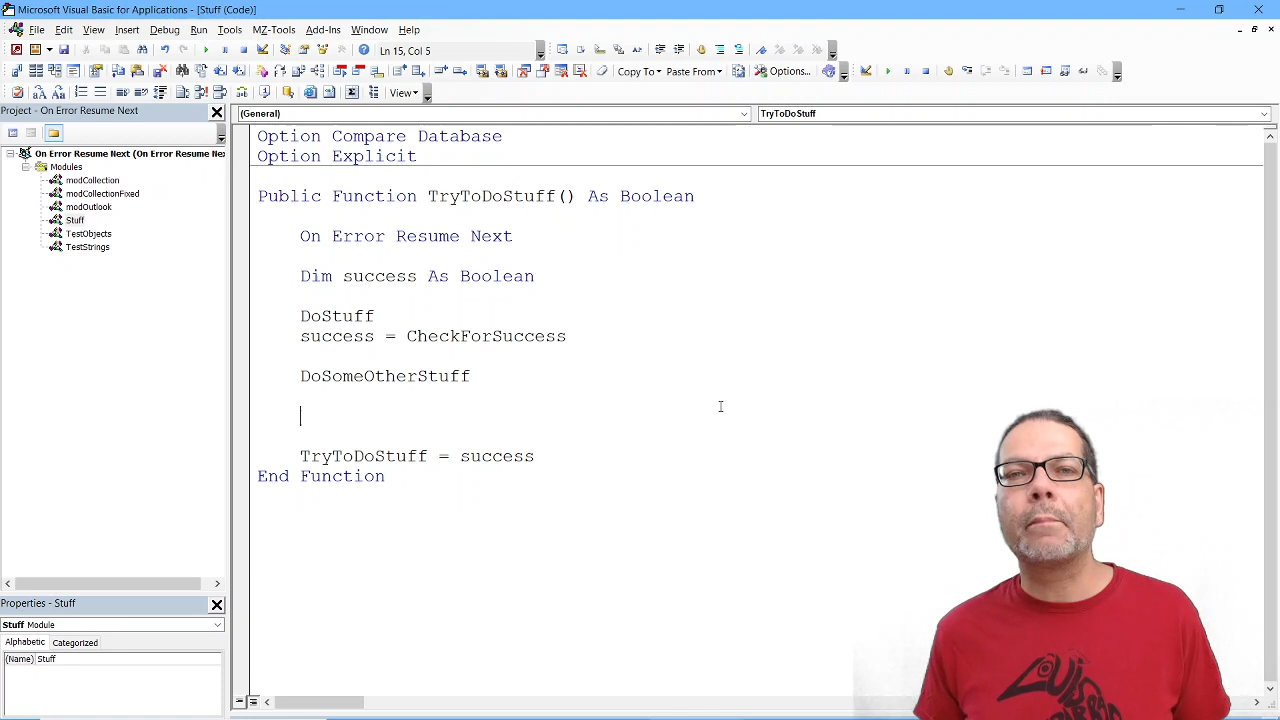 Microsoft Visual Basic for Applications - [Stuff (Code)]
File Edit View Insert Debug Run Tools MZ-Tools Add-Ins Window Help
Ln 15, Col 5
Copy To Paste From Options...
View
Project - On Error Resume Next
On Error Resume Next (On Error Resume Ne
Modules
modCollection
modCollectionFixed
modOutlook
Stuff
TestObjects
TestStrings
Properties - Stuff
Stuff Module
Alphabetic Categorized
(Name) Stuff
(General) TryToDoStuff
Option Compare Database
Option Explicit
Public Function TryToDoStuff() As Boolean
On Error Resume Next
Dim success As Boolean
DoStuff
success = CheckForSuccess
DoSomeOtherStuff
TryToDoStuff = success
End Function